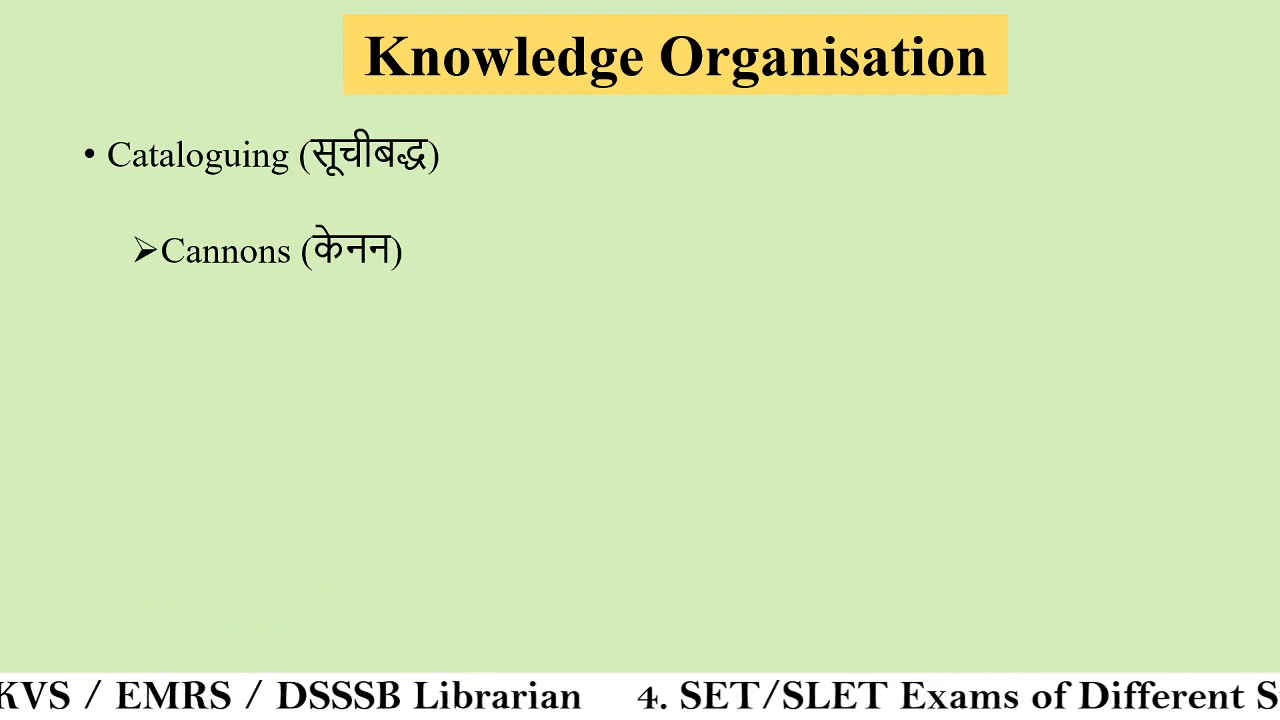 Knowledge Organisation
• Cataloguing (सूचीबद्ध)
➢Cannons (केनन)
KVS / EMRS / DSSSB Librarian 4. SET/SLET Exams of Different S